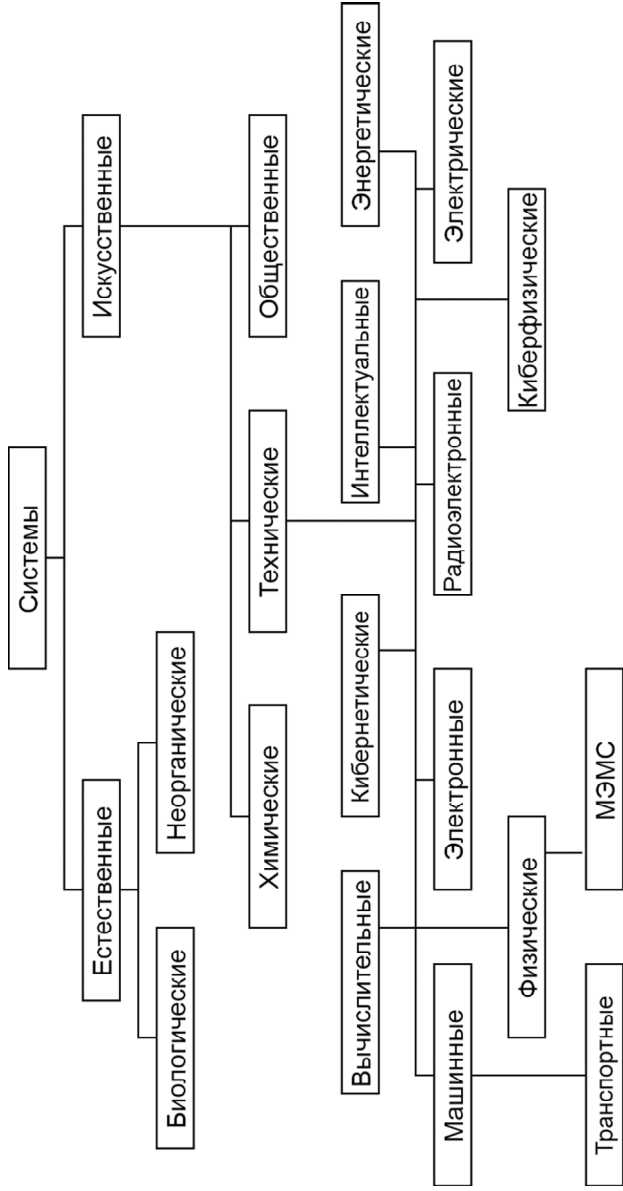 Системы
Естественные
Искусственные
Биологические
Неорганические
Химические
Технические
Общественные
Вычислительные
Кибернетические
Интеллектуальные
Энергетические
Машинные
Электронные
Радиоэлектронные
Электрические
Физические
Киберфизические
Транспортные
МЭМС